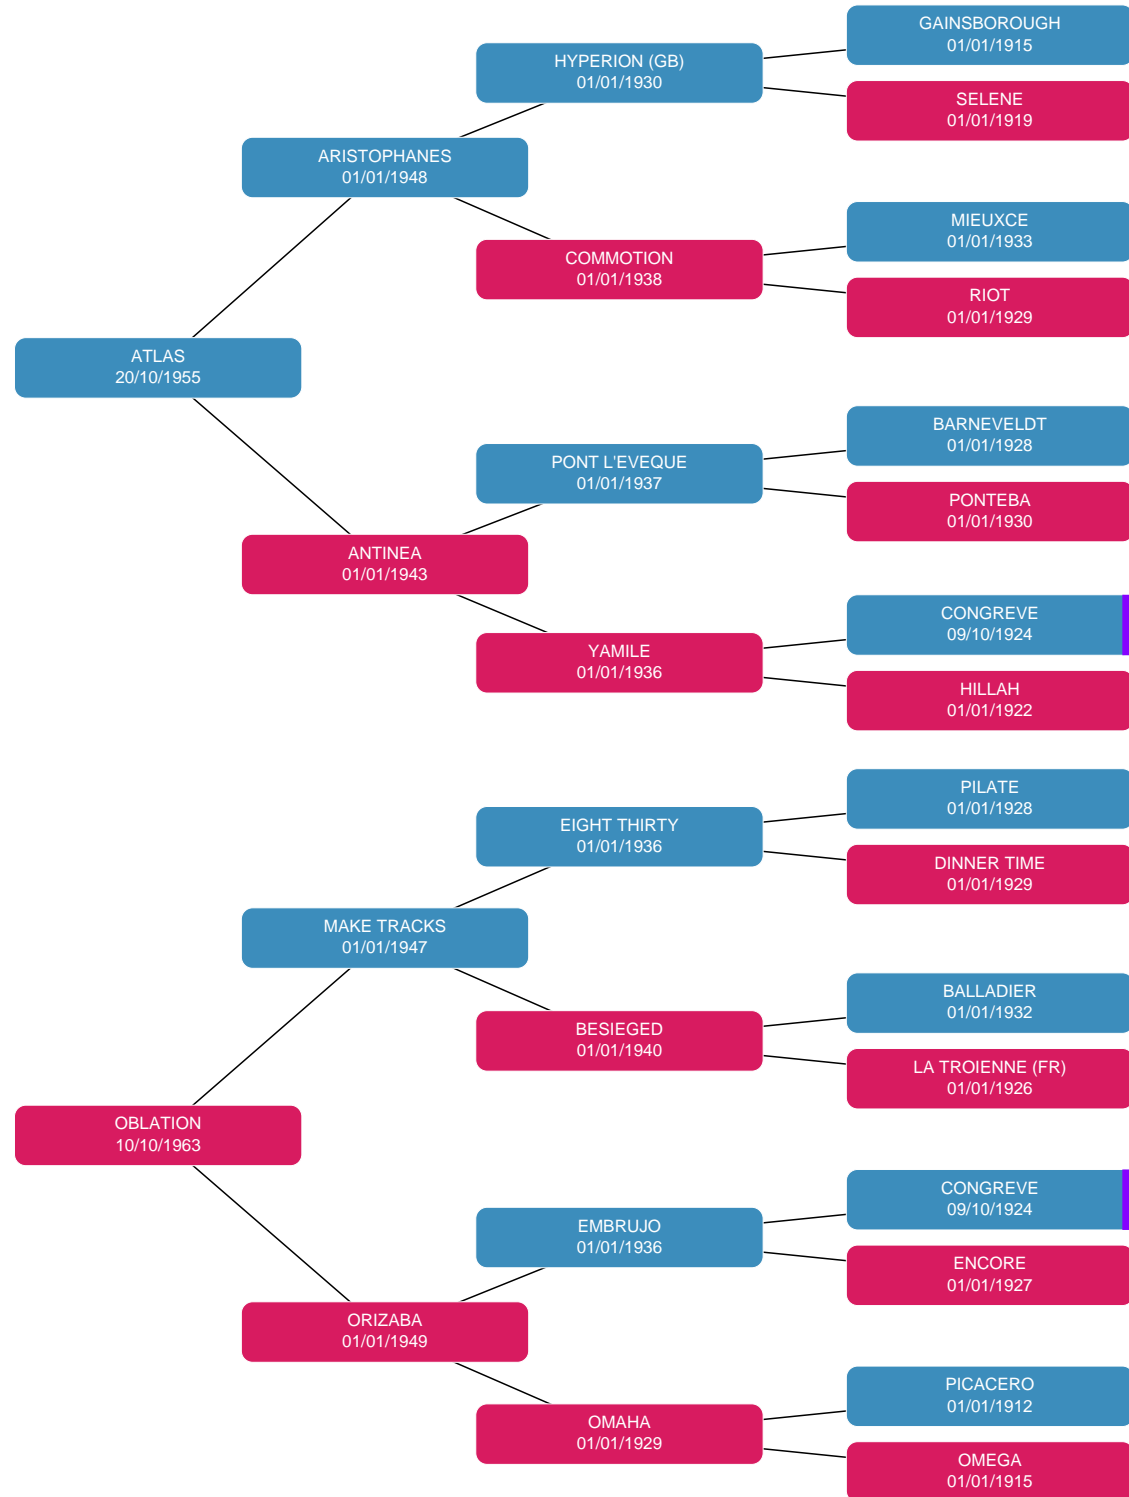 GAINSBOROUGH
01/01/1915
HYPERION (GB)
01/01/1930
SELENE
01/01/1919
ARISTOPHANES
01/01/1948
MIEUXCE
01/01/1933
COMMOTION
01/01/1938
RIOT
01/01/1929
ATLAS
20/10/1955
BARNEVELDT
01/01/1928
PONT L'EVEQUE
01/01/1937
PONTEBA
01/01/1930
ANTINEA
01/01/1943
CONGREVE
09/10/1924
YAMILE
01/01/1936
HILLAH
01/01/1922
PILATE
01/01/1928
EIGHT THIRTY
01/01/1936
DINNER TIME
01/01/1929
MAKE TRACKS
01/01/1947
BALLADIER
01/01/1932
BESIEGED
01/01/1940
LA TROIENNE (FR)
01/01/1926
OBLATION
10/10/1963
CONGREVE
09/10/1924
EMBRUJO
01/01/1936
ENCORE
01/01/1927
ORIZABA
01/01/1949
PICACERO
01/01/1912
OMAHA
01/01/1929
OMEGA
01/01/1915